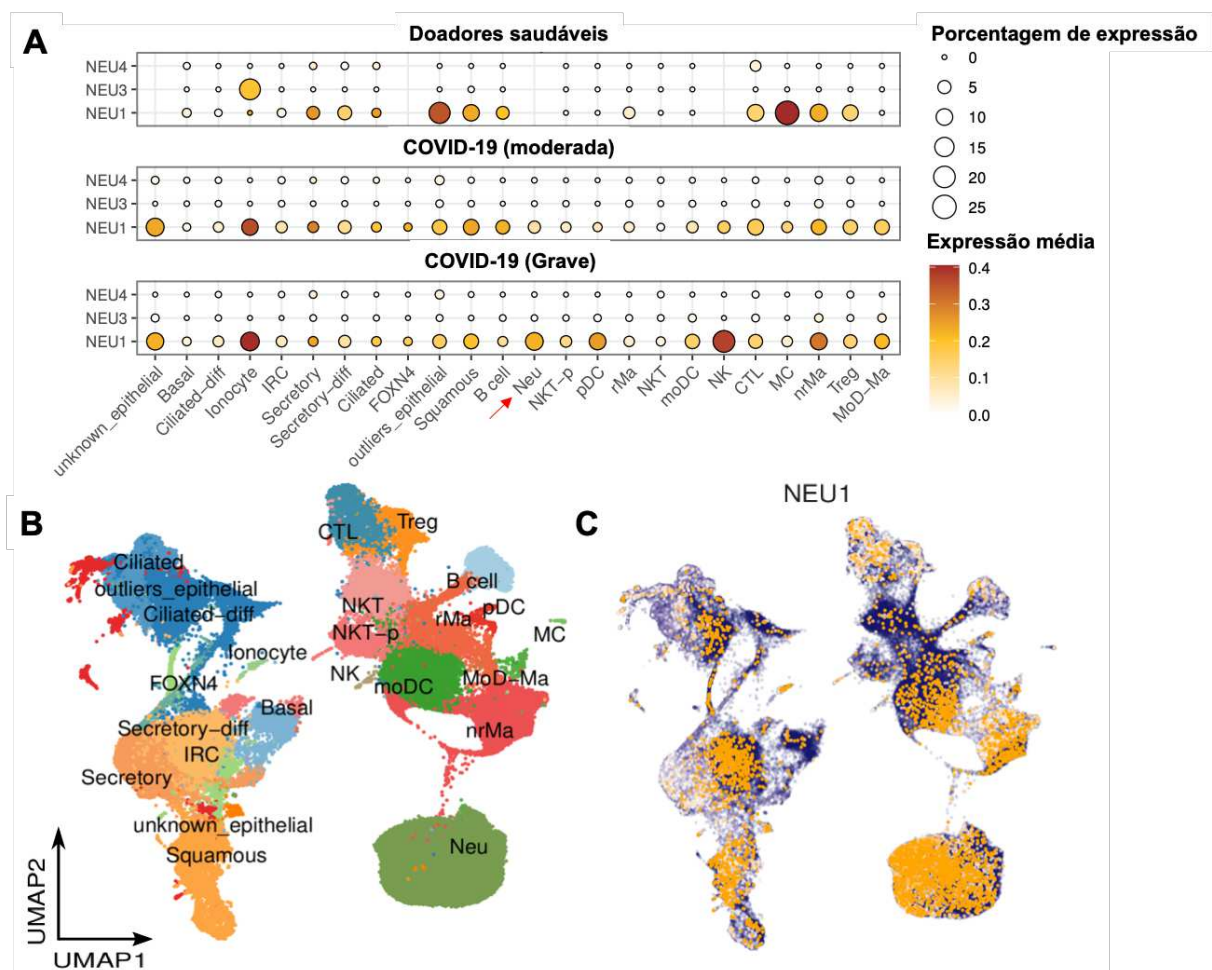 A
Doadores saudáveis
NEU4
NEU3
NEU1
COVID-19 (moderada)
NEU4
NEU3
NEU1
COVID-19 (Grave)
NEU4
NEU3
NEU1
unknown_epithelial
Basal
Ciliated-diff
Ionocyte
IRC
Secretory
Secretory-diff
Ciliated
FOXN4
outliers_epithelial
Squamous
B cell
Neu
NKT-p
pDC
rMa
NKT
moDC
NK
CTL
MC
nrMa
Treg
MoD-Ma
Porcentagem de expressão
0
5
10
15
20
25
Expressão média
0.4
0.3
0.2
0.1
0.0
B
Ciliated
outliers_epithelial
Ciliated-diff
Ionocyte
FOXN4
Basal
Secretory-diff
IRC
Secretory
unknown_epithelial
Squamous
CTL
Treg
B cell
NKT
rMa
pDC
NKT-p
MC
NK
moDC
MoD-Ma
nrMa
Neu
UMAP2
UMAP1
C
NEU1